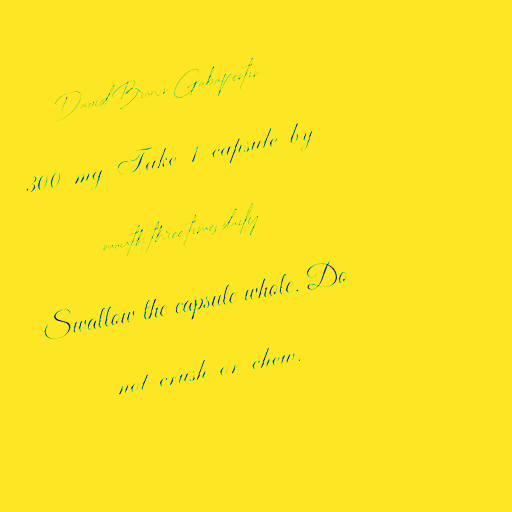 David Brown Gabapentin
300 mg Take 1 capsule by
mouth three times daily
Swallow the capsule whole. Do
not crush or chew.